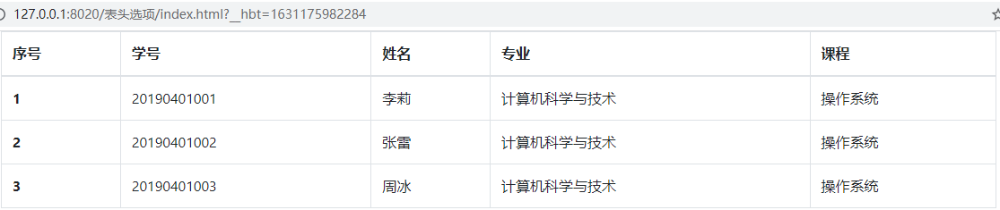 127.0.0.1:8020/表头选项/index.html?__hbt=1631175982284
序号 学号 姓名 专业 课程
1 20190401001 李莉 计算机科学与技术 操作系统
2 20190401002 张雷 计算机科学与技术 操作系统
3 20190401003 周冰 计算机科学与技术 操作系统